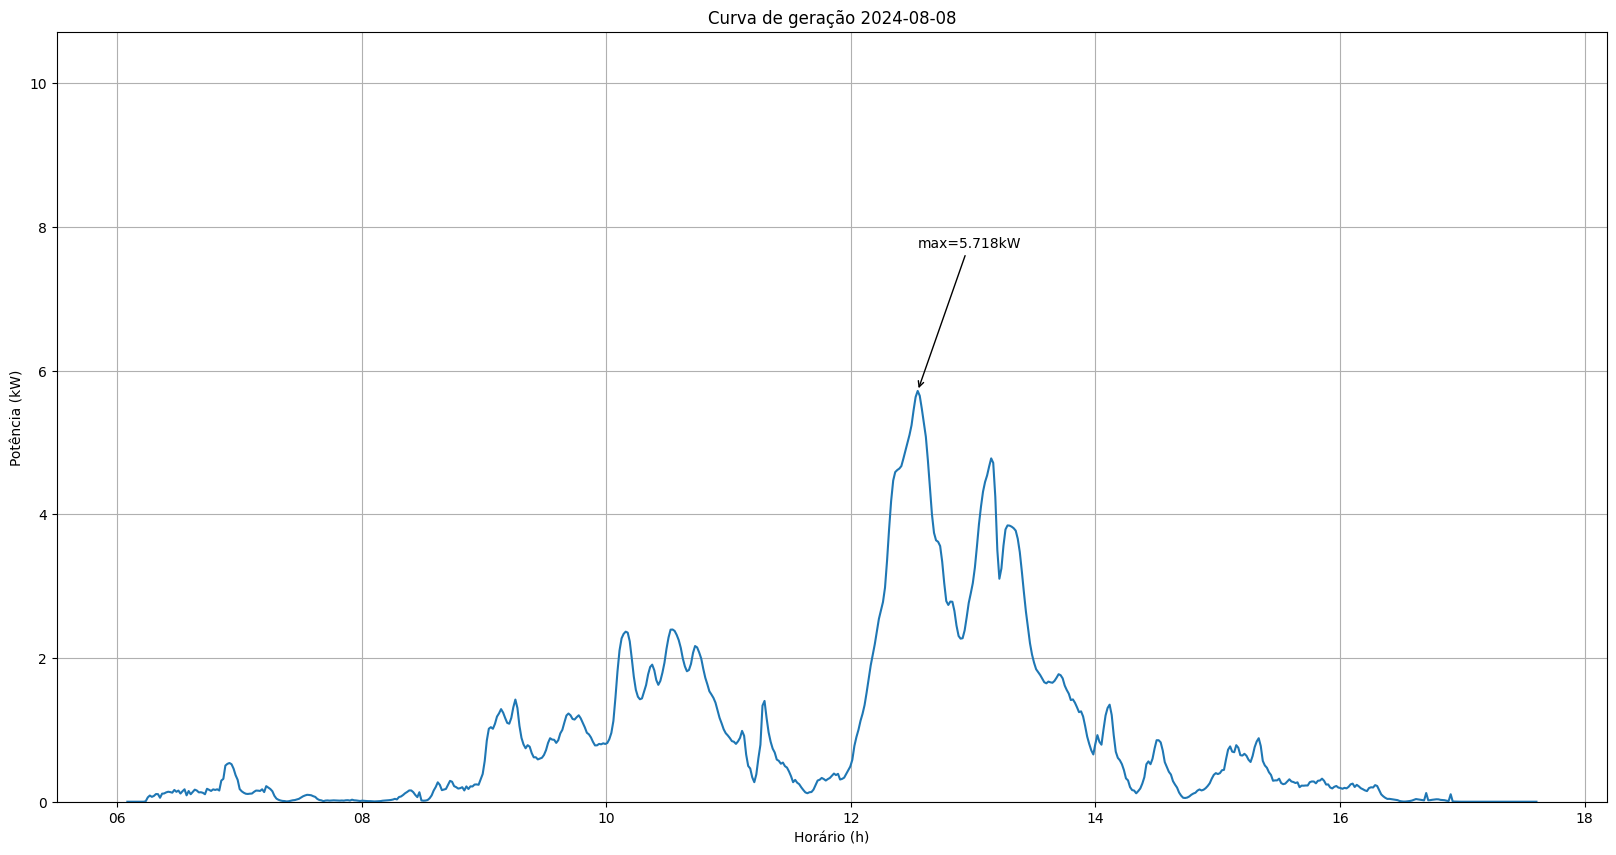 Curva de geração 2024-08-08
10
8
max=5.718kW
6
Potência (kW)
4
2
0
06 08 10 12 14 16 18
Horário (h)